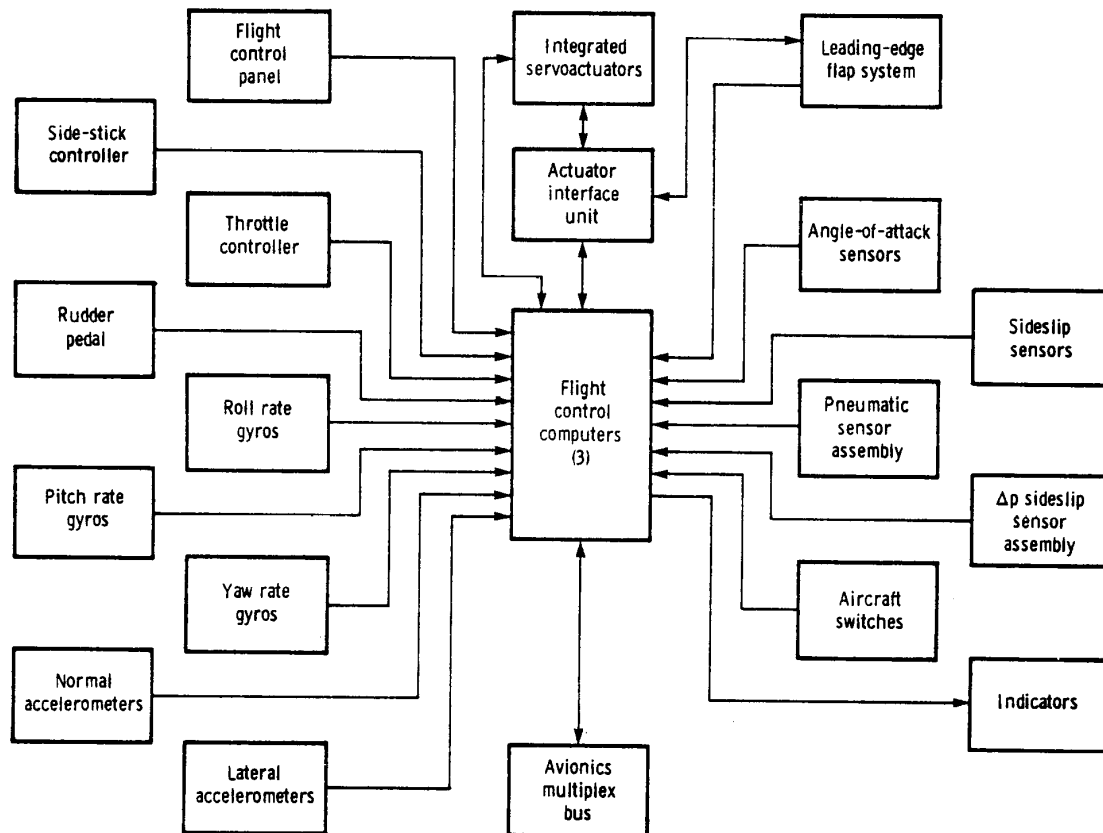 Flight
control
panel
Integrated
servoactuators
Leading-edge
flap system
Side-stick
controller
Actuator
interface
unit
Throttle
controller
Angle-of-attack
sensors
Rudder
pedal
Sideslip
sensors
Flight
control
computers
(3)
Roll rate
gyros
Pneumatic
sensor
assembly
Pitch rate
gyros
Δp sideslip
sensor
assembly
Yaw rate
gyros
Aircraft
switches
Normal
accelerometers
Indicators
Lateral
accelerometers
Avionics
multiplex
bus